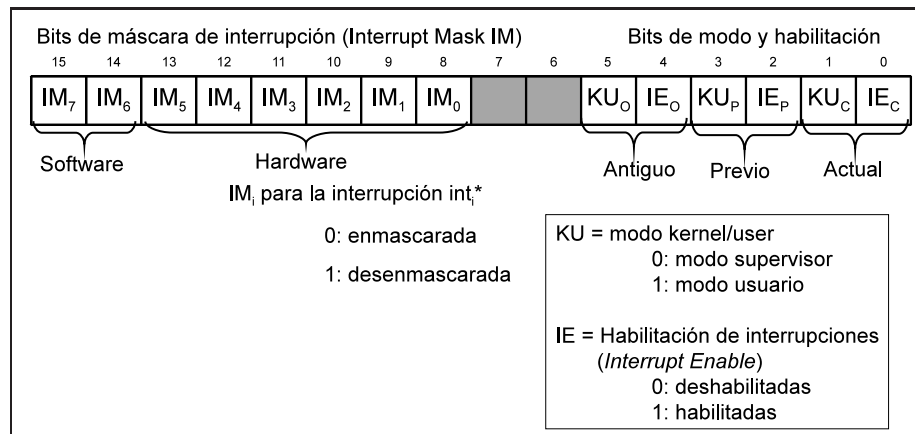 Bits de máscara de interrupción (Interrupt Mask IM) Bits de modo y habilitación
15 14 13 12 11 10 9 8 7 6 5 4 3 2 1 0
IM7 IM6 IM5 IM4 IM3 IM2 IM1 IM0 KUO IEO KUP IEP KUC IEC
Software Hardware Antiguo Previo Actual
IMi para la interrupción inti*
0: enmascarada
1: desenmascarada
KU = modo kernel/user
0: modo supervisor
1: modo usuario
IE = Habilitación de interrupciones
(Interrupt Enable)
0: deshabilitadas
1: habilitadas